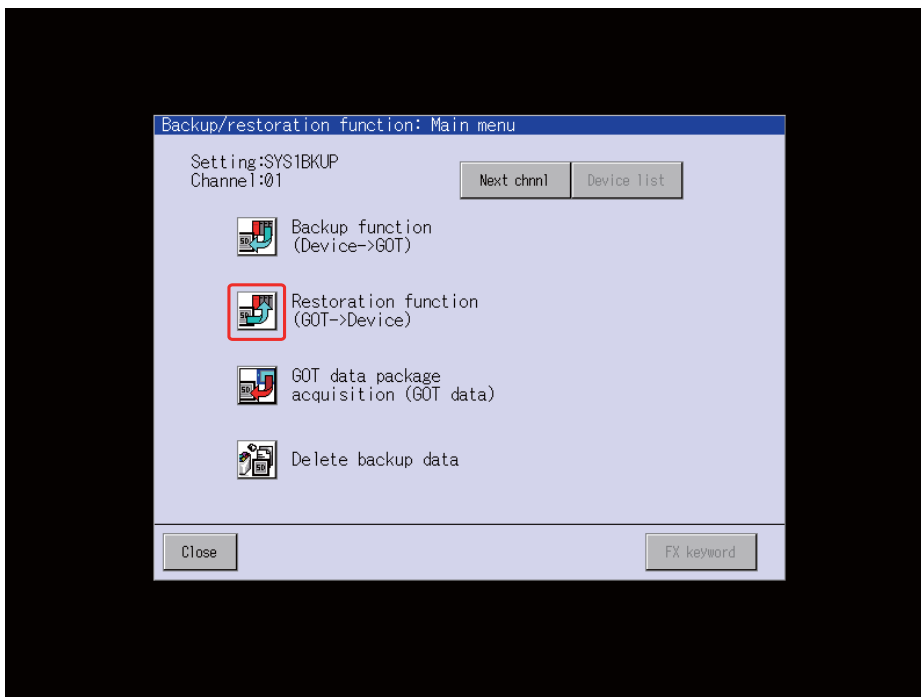 Backup/restoration function: Main menu
Setting:SYS1BKUP
Channel:01
Next chnnl
Device list
Backup function
(Device->GOT)
Restoration function
(GOT->Device)
GOT data package
acquisition (GOT data)
Delete backup data
Close
FX keyword